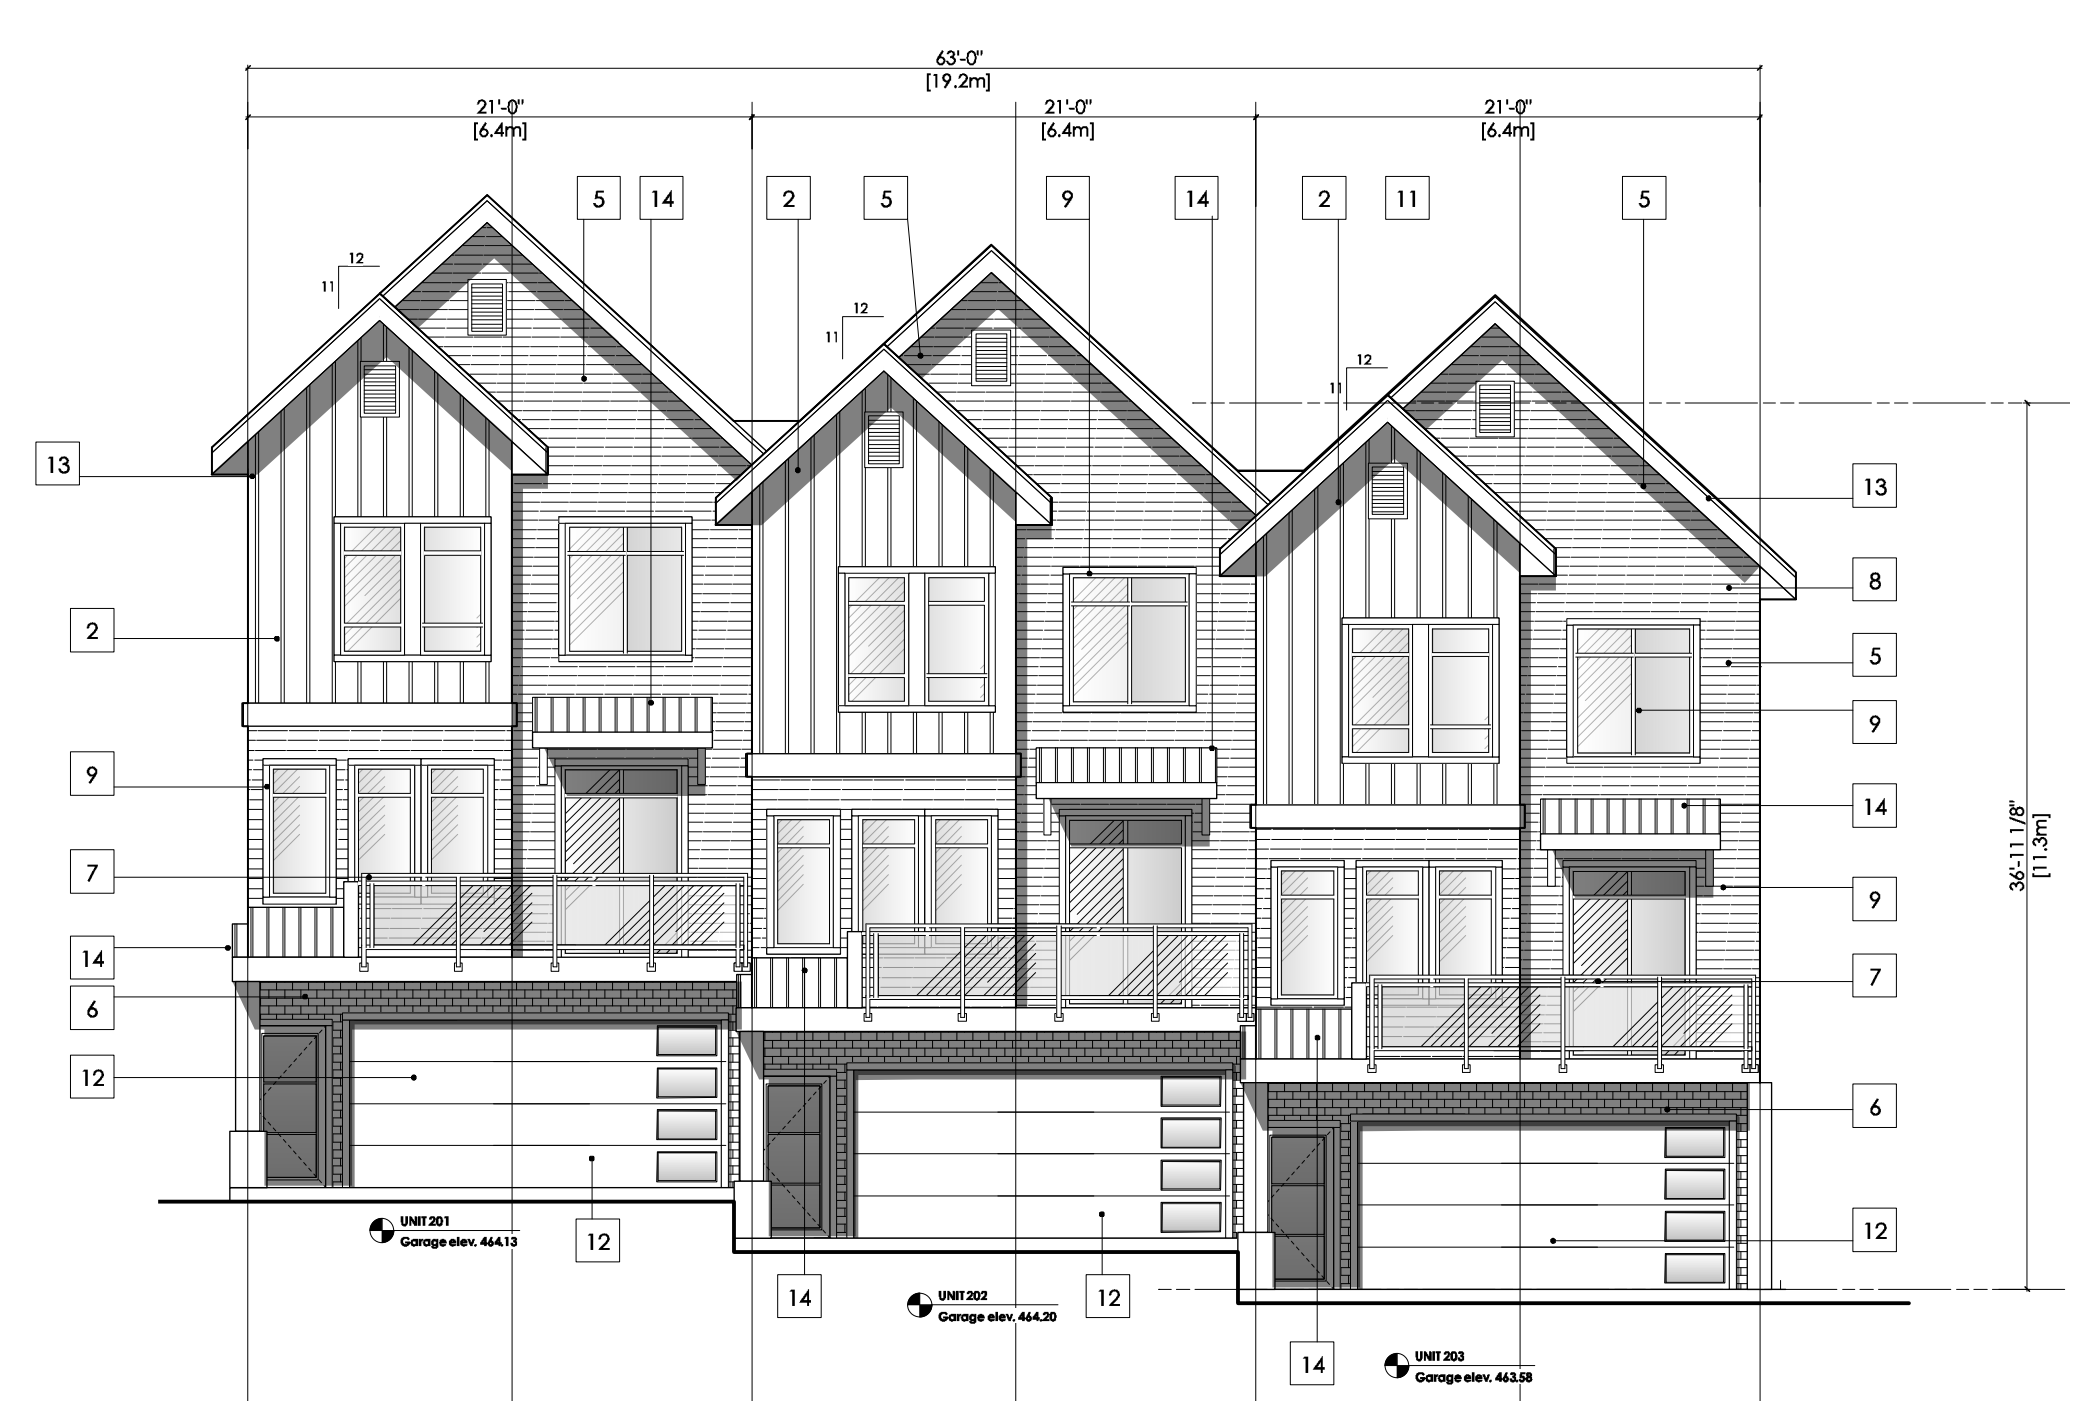 63'-0"
[19.2m]
21'-0" 21'-0" 21'-0"
[6.4m] [6.4m] [6.4m]
5 14 2 5 9 14 2 11 5
12
11
12
11
12
11
13
13
8
2
5
9
9
14
36'-11 1/8"
[11.3m]
7
9
14
7
6
12
6
UNIT 201
Garage elev. 464.13
12
12
14
UNIT 202
Garage elev. 464.20
12
14
UNIT 203
Garage elev. 463.58